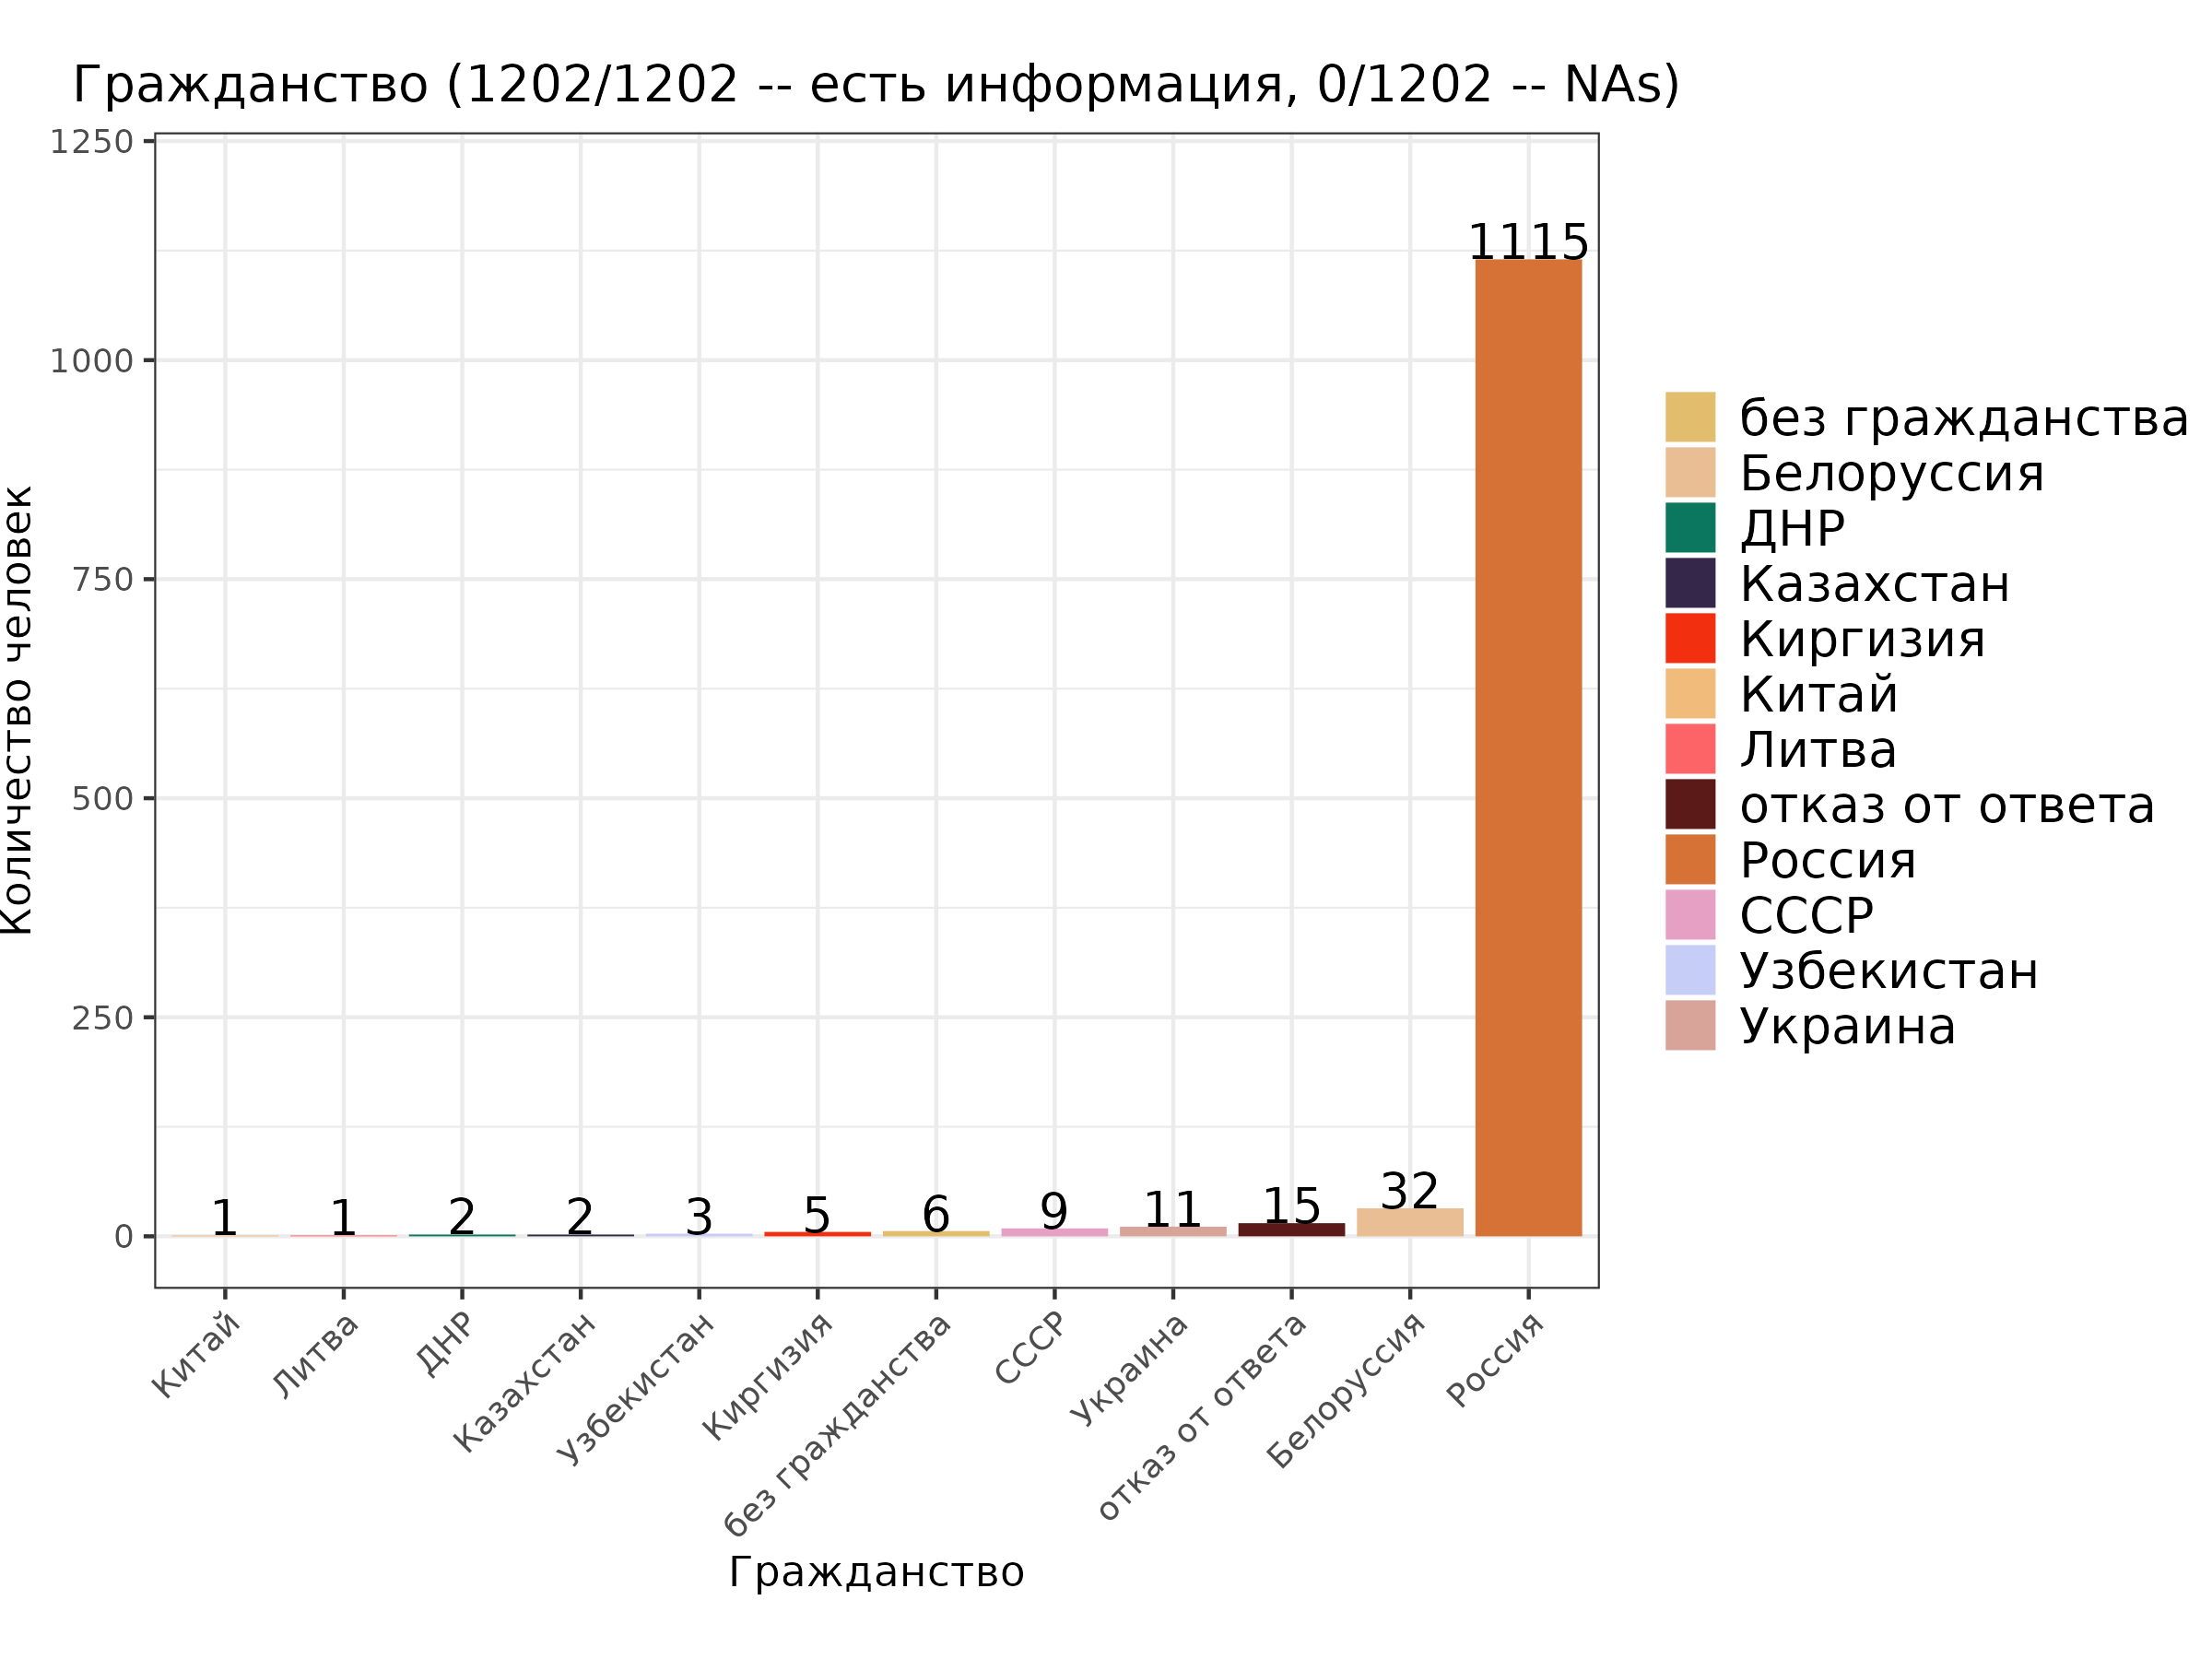 Гражданство (1202/1202 -- есть информация, 0/1202 -- NAs)
Количество человек
1250
1000
750
500
250
0
1
1
2
2
3
5
6
9
11
15
32
1115
Китай
Литва
ДНР
Казахстан
Узбекистан
Киргизия
без гражданства
СССР
Украина
отказ от ответа
Белоруссия
Россия
Гражданство
без гражданства
Белоруссия
ДНР
Казахстан
Киргизия
Китай
Литва
отказ от ответа
Россия
СССР
Узбекистан
Украина